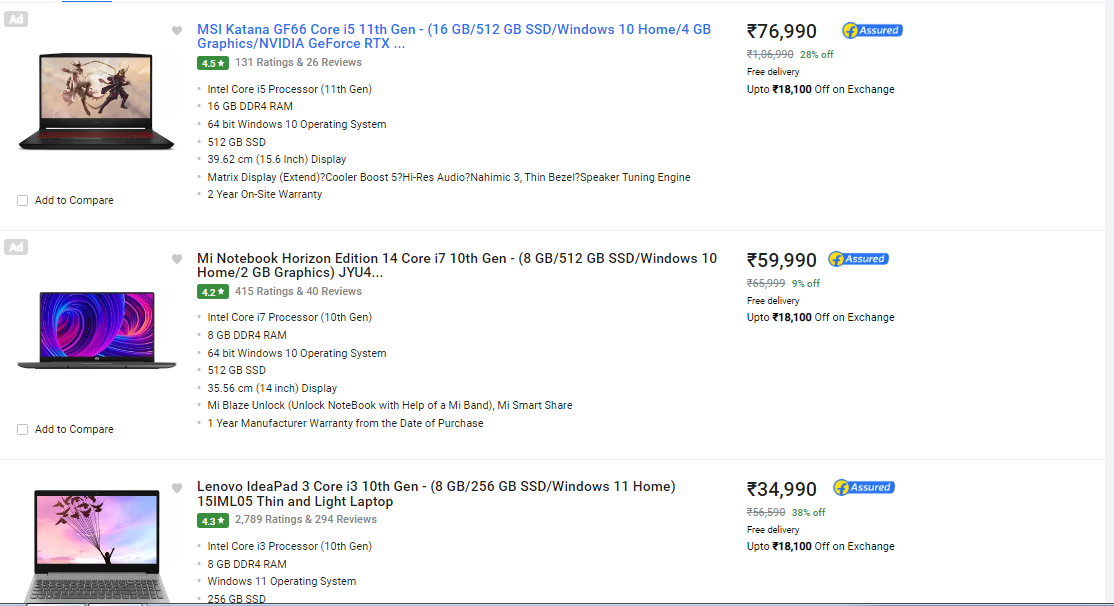 Ad
MSI Katana GF66 Core i5 11th Gen - (16 GB/512 GB SSD/Windows 10 Home/4 GB
Graphics/NVIDIA GeForce RTX ...
4.5★ 131 Ratings & 26 Reviews
Intel Core i5 Processor (11th Gen)
16 GB DDR4 RAM
64 bit Windows 10 Operating System
512 GB SSD
39.62 cm (15.6 Inch) Display
Matrix Display (Extend)?Cooler Boost 5?Hi-Res Audio?Nahimic 3, Thin Bezel?Speaker Tuning Engine
2 Year On-Site Warranty
Add to Compare
₹76,990 Assured
₹1,06,990 28% off
Free delivery
Upto ₹18,100 Off on Exchange
Ad
Mi Notebook Horizon Edition 14 Core i7 10th Gen - (8 GB/512 GB SSD/Windows 10
Home/2 GB Graphics) JYU4...
4.2★ 415 Ratings & 40 Reviews
Intel Core i7 Processor (10th Gen)
8 GB DDR4 RAM
64 bit Windows 10 Operating System
512 GB SSD
35.56 cm (14 inch) Display
Mi Blaze Unlock (Unlock NoteBook with Help of a Mi Band), Mi Smart Share
1 Year Manufacturer Warranty from the Date of Purchase
Add to Compare
₹59,990 Assured
₹65,999 9% off
Free delivery
Upto ₹18,100 Off on Exchange
Lenovo IdeaPad 3 Core i3 10th Gen - (8 GB/256 GB SSD/Windows 11 Home)
15IML05 Thin and Light Laptop
4.3★ 2,789 Ratings & 294 Reviews
Intel Core i3 Processor (10th Gen)
8 GB DDR4 RAM
Windows 11 Operating System
256 GB SSD
₹34,990 Assured
₹56,590 38% off
Free delivery
Upto ₹18,100 Off on Exchange